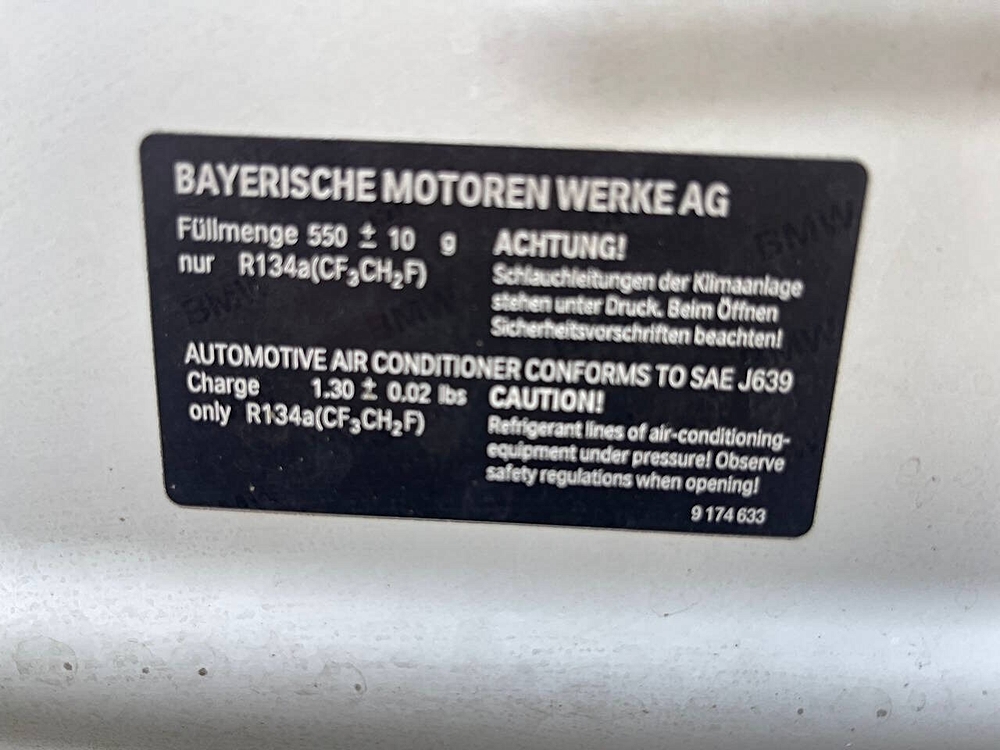 BAYERISCHE MOTOREN WERKE AG
Füllmenge 550 ± 10 g
nur R134a(CF₃CH₂F)
ACHTUNG!
Schlauchleitungen der Klimaanlage
stehen unter Druck. Beim Öffnen
Sicherheitsvorschriften beachten!
AUTOMOTIVE AIR CONDITIONER CONFORMS TO SAE J639
Charge 1.30 ± 0.02 lbs
only R134a(CF₃CH₂F)
CAUTION!
Refrigerant lines of air-conditioning-
equipment under pressure! Observe
safety regulations when opening!
9 174 633
BMW
BMW